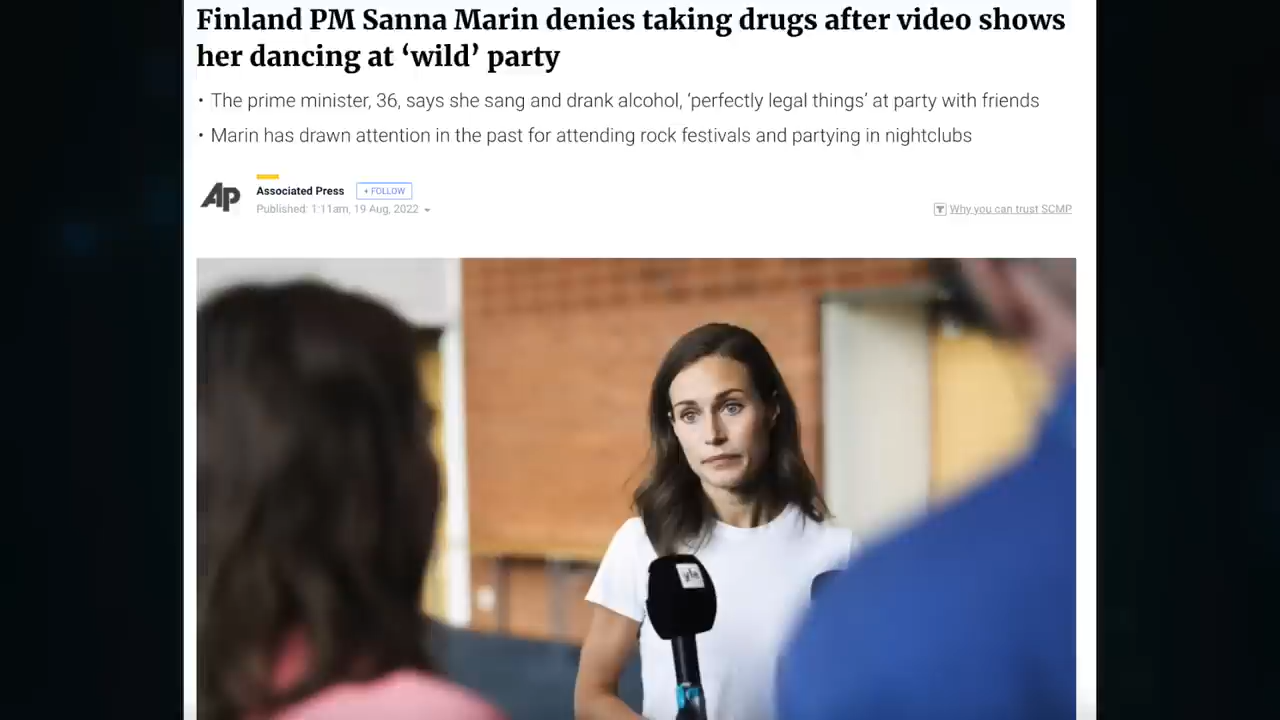 Finland PM Sanna Marin denies taking drugs after video shows
her dancing at ‘wild’ party
• The prime minister, 36, says she sang and drank alcohol, ‘perfectly legal things’ at party with friends
• Marin has drawn attention in the past for attending rock festivals and partying in nightclubs
AP
Associated Press + FOLLOW
Published: 1:11am, 19 Aug, 2022
Why you can trust SCMP
yle